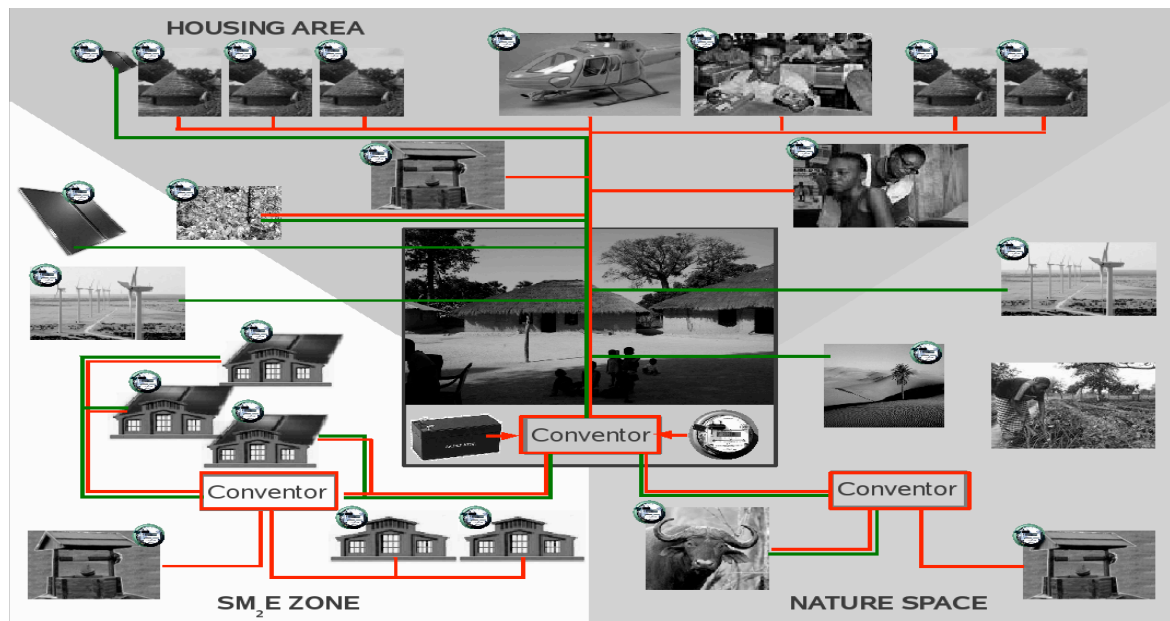 HOUSING AREA
Conventor
Conventor
Conventor
SM₂E ZONE
NATURE SPACE